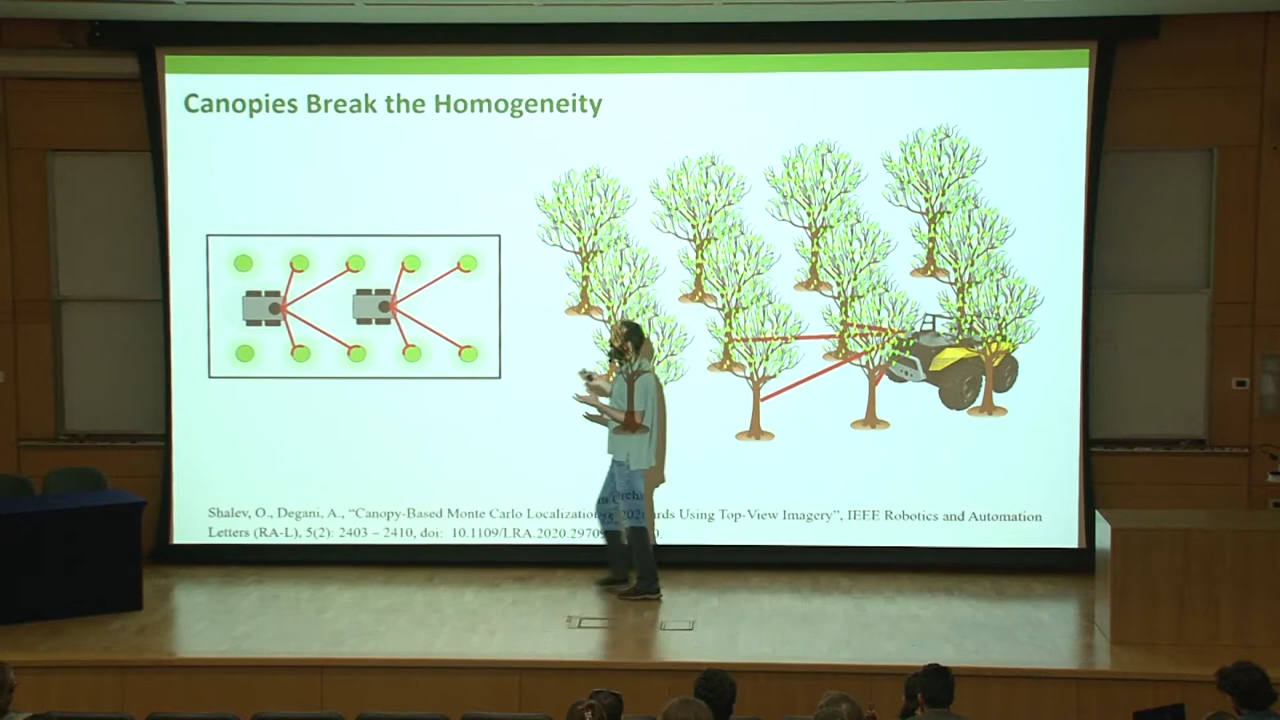 Canopies Break the Homogeneity
Shalev, O., Degani, A., “Canopy-Based Monte Carlo Localization rds Using Top-View Imagery”, IEEE Robotics and Automation
Letters (RA-L), 5(2): 2403 – 2410, doi: 10.1109/LRA.2020.2970